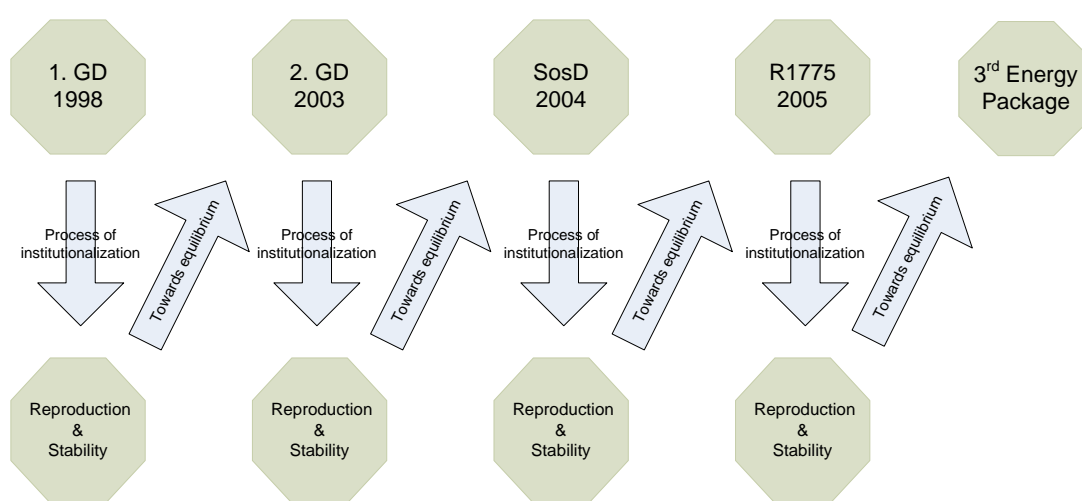 1. GD
1998
2. GD
2003
SosD
2004
R1775
2005
3rd Energy
Package
Process of
institutionalization
Towards equilibrium
Process of
institutionalization
Towards equilibrium
Process of
institutionalization
Towards equilibrium
Process of
institutionalization
Towards equilibrium
Reproduction
&
Stability
Reproduction
&
Stability
Reproduction
&
Stability
Reproduction
&
Stability